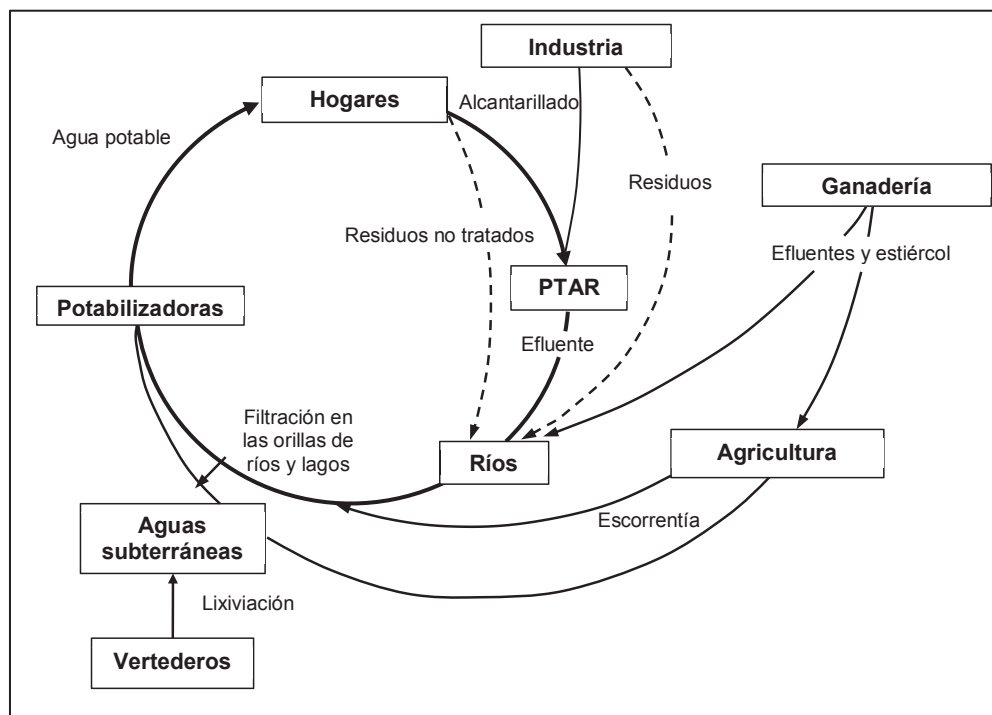 Industria
Hogares
Alcantarillado
Agua potable
Residuos
Ganadería
Residuos no tratados
Efluentes y estiércol
PTAR
Potabilizadoras
Efluente
Filtración en
las orillas de
ríos y lagos
Ríos
Agricultura
Escorrentía
Aguas
subterráneas
Lixiviación
Vertederos